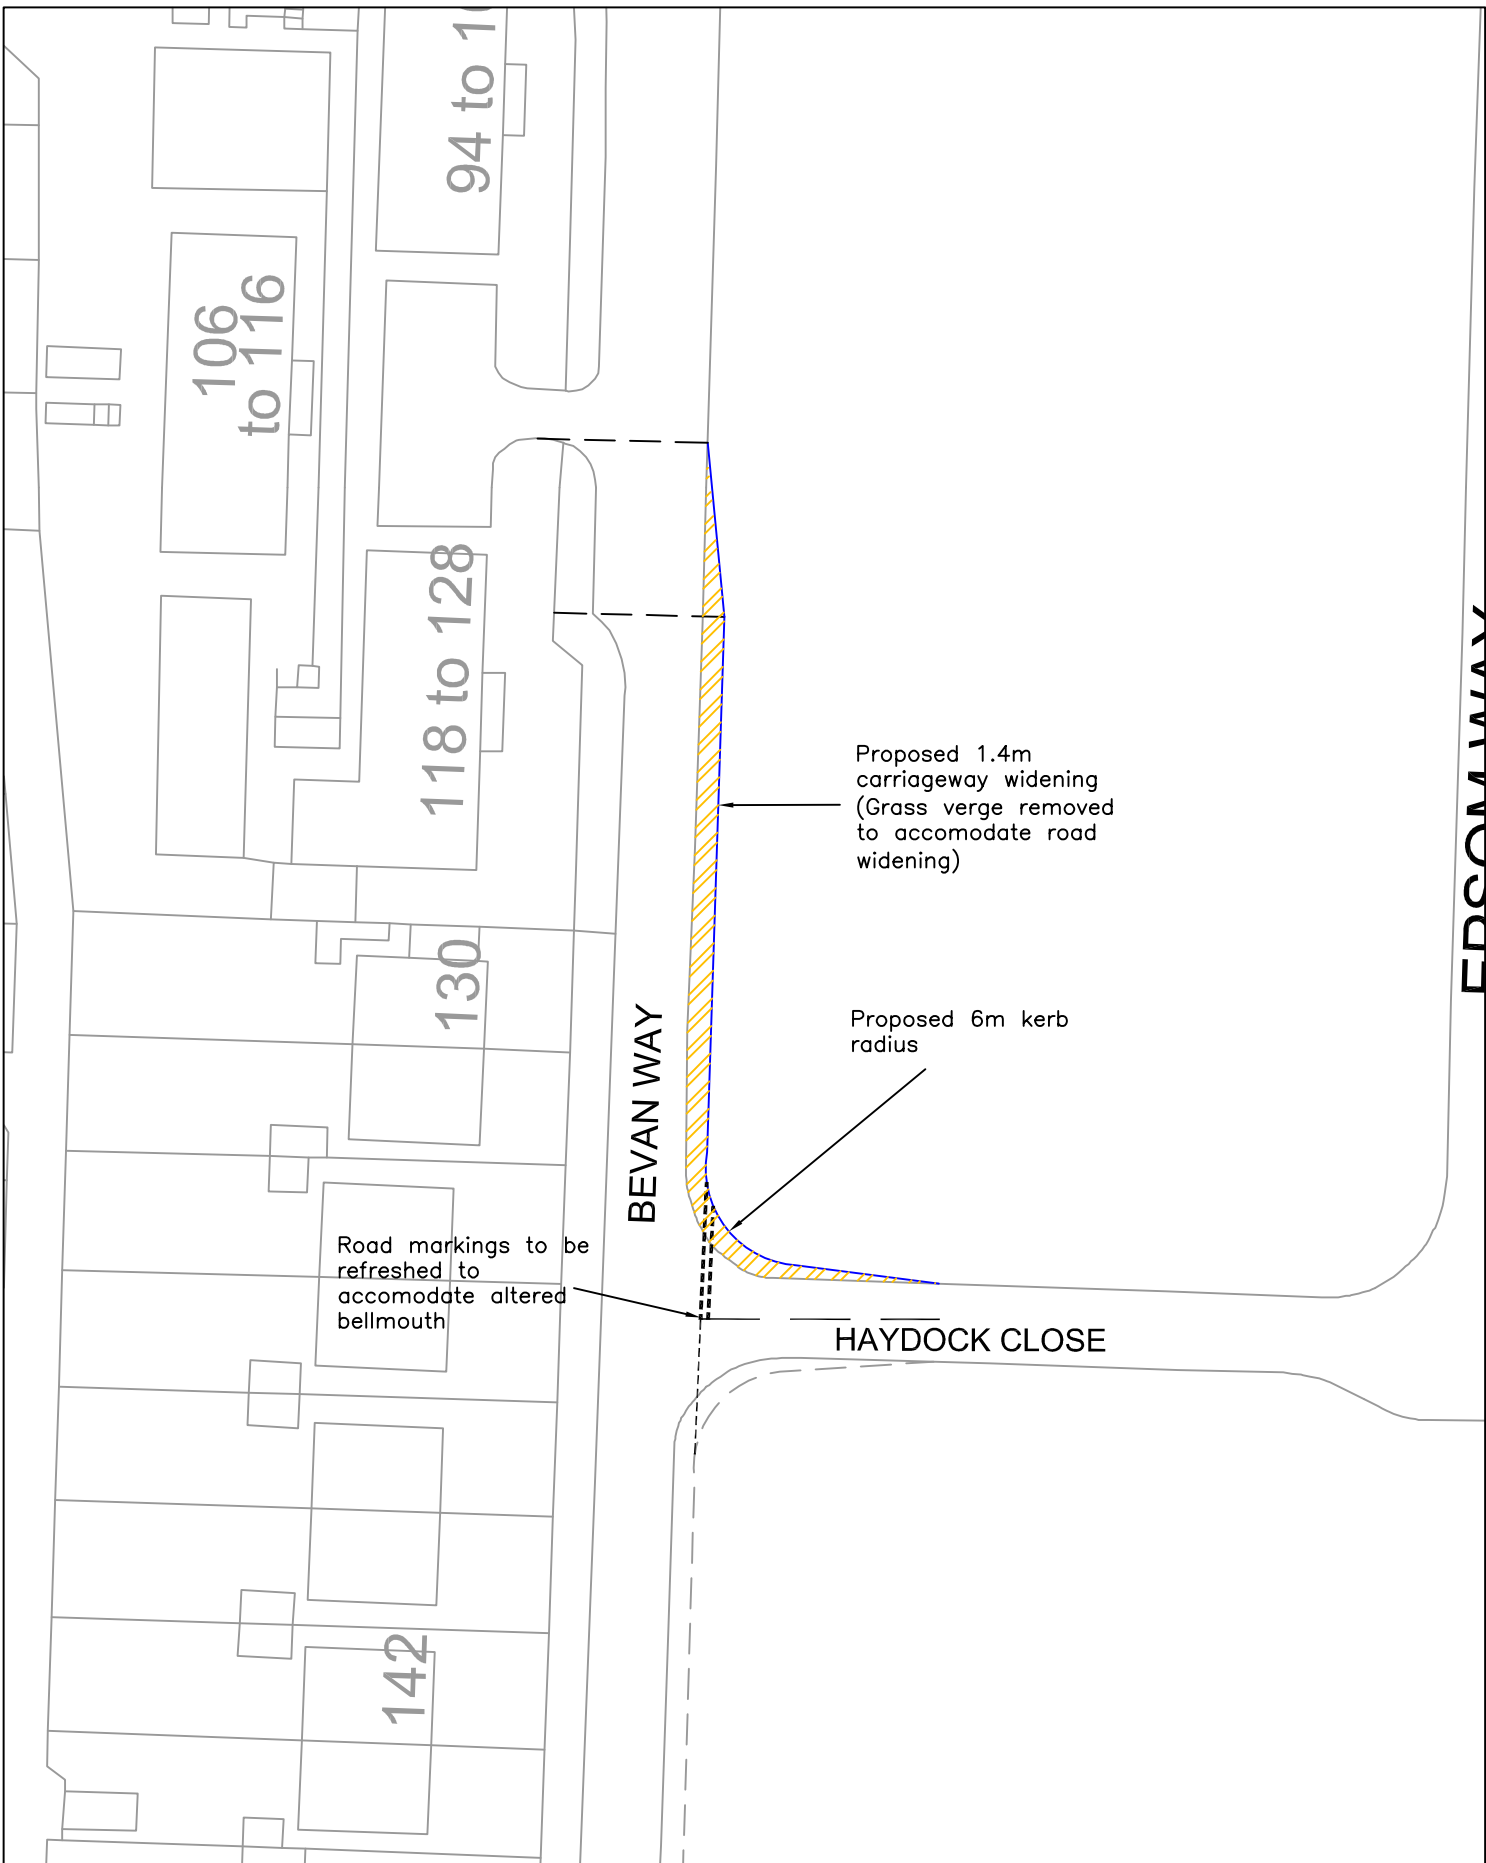 94 to
106
to 116
118 to 128
Proposed 1.4m
carriageway widening
(Grass verge removed
to accomodate road
widening)
130
BEVAN WAY
Proposed 6m kerb
radius
Road markings to be
refreshed to
accomodate altered
bellmouth
HAYDOCK CLOSE
142
EPSOM WAY